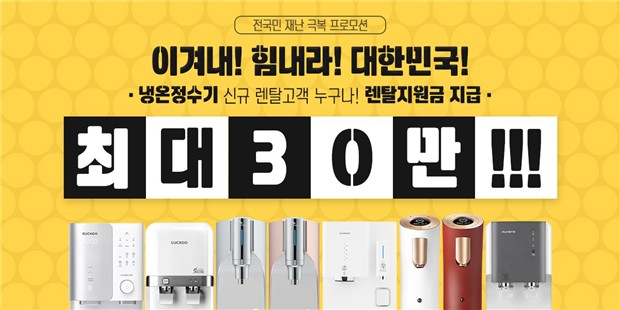 전국민 재난 극복 프로모션
이겨내! 힘내라! 대한민국!
· 냉온정수기 신규 렌탈고객 누구나! 렌탈지원금 지급 ·
최대30만!!!
CUCKOO
CUCKOO